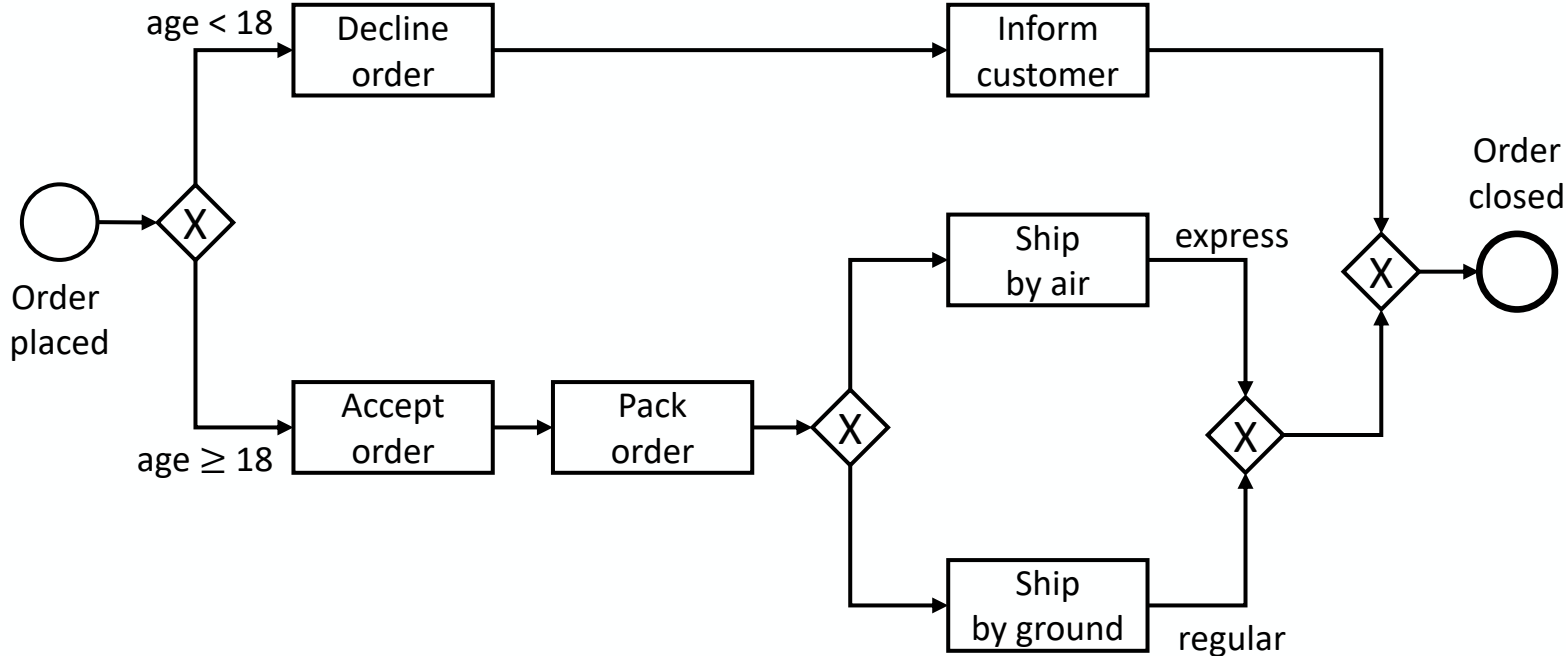 age < 18
Decline
order
Inform
customer
Order
closed
X
Order
placed
Ship
by air
express
X
age ≥ 18
Accept
order
Pack
order
X
X
Ship
by ground
regular